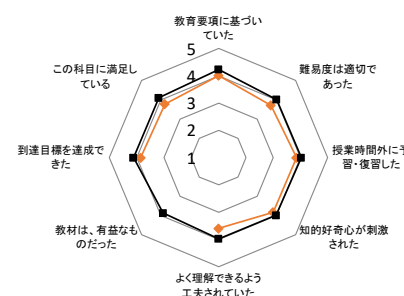 教育要項に基づい
ていた
難易度は適切で
あった
授業時間外に予
習・復習した
知的好奇心が刺激
された
よく理解できるよう
工夫されていた
教材は、有益なも
のだった
到達目標を達成で
きた
この科目に満足し
ている
5
4
3
2
1